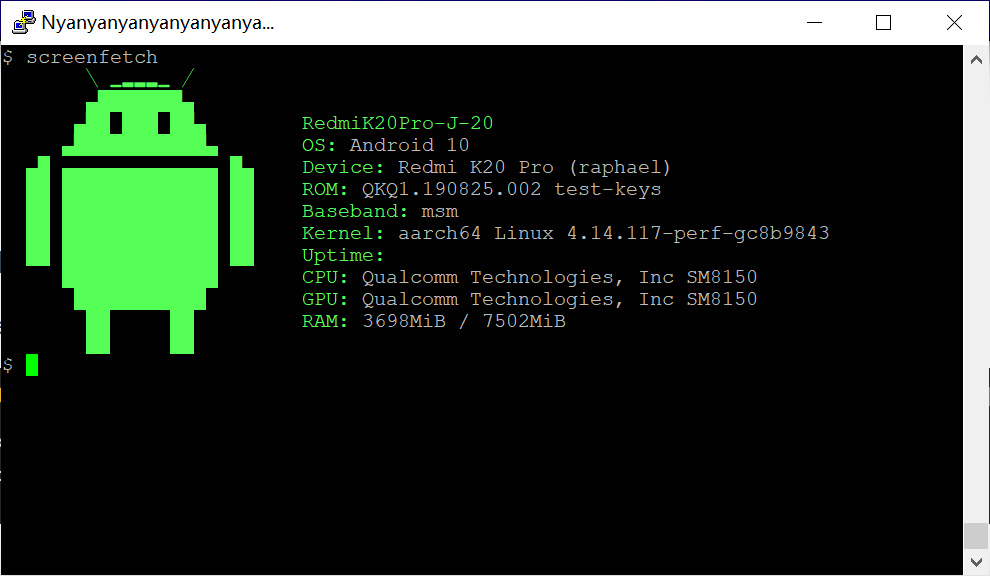 Nyanyanyanyanyanyanya...
$ screenfetch
RedmiK20Pro-J-20
OS: Android 10
Device: Redmi K20 Pro (raphael)
ROM: QKQ1.190825.002 test-keys
Baseband: msm
Kernel: aarch64 Linux 4.14.117-perf-gc8b9843
Uptime:
CPU: Qualcomm Technologies, Inc SM8150
GPU: Qualcomm Technologies, Inc SM8150
RAM: 3698MiB / 7502MiB
$